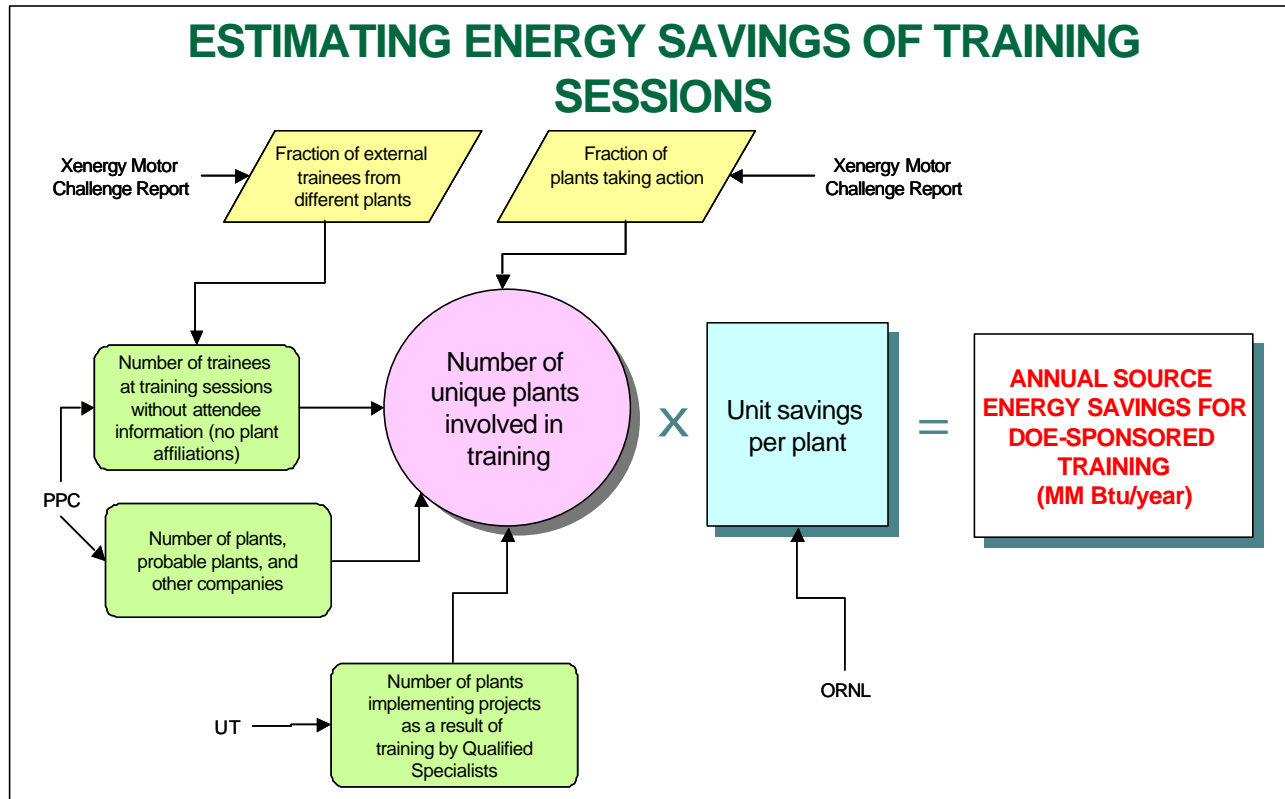 ESTIMATING ENERGY SAVINGS OF TRAINING
SESSIONS
Xenergy Motor
Challenge Report
Fraction of external
trainees from
different plants
Fraction of
plants taking action
Xenergy Motor
Challenge Report
Number of trainees
at training sessions
without attendee
information (no plant
affiliations)
PPC
Number of plants,
probable plants, and
other companies
Number of
unique plants
involved in
training
X
Unit savings
per plant
=
ANNUAL SOURCE
ENERGY SAVINGS FOR
DOE-SPONSORED
TRAINING
(MM Btu/year)
UT
Number of plants
implementing projects
as a result of
training by Qualified
Specialists
ORNL